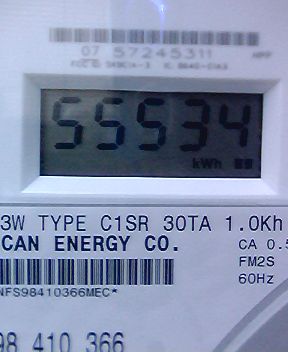 07 57245311
55534
kWh
3W TYPE C1SR 30TA 1.0Kh
CAN ENERGY CO.
CA 0.5
FM2S
60Hz
NFS98410366MEC*
98 410 366